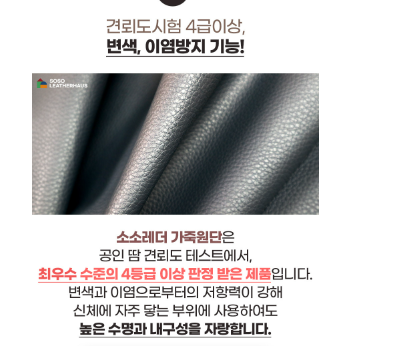 견뢰도시험 4급이상,
변색, 이염방지 기능!
SOSO
LEATHERHAUS
소소레더 가죽원단은
공인 땀 견뢰도 테스트에서,
최우수 수준의 4등급 이상 판정 받은 제품입니다.
변색과 이염으로부터의 저항력이 강해
신체에 자주 닿는 부위에 사용하여도
높은 수명과 내구성을 자랑합니다.